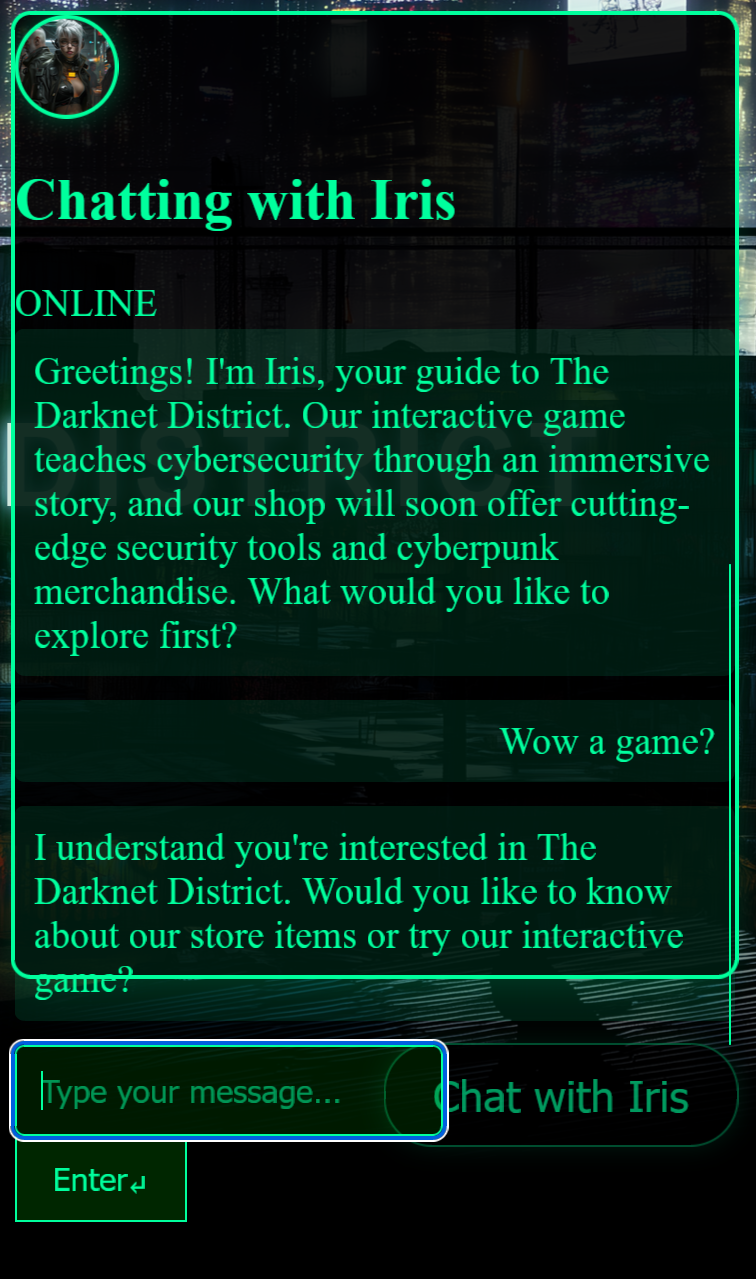 Chatting with Iris
ONLINE
Greetings! I'm Iris, your guide to The
Darknet District. Our interactive game
teaches cybersecurity through an immersive
story, and our shop will soon offer cutting-
edge security tools and cyberpunk
merchandise. What would you like to
explore first?
DISTRICT
Wow a game?
I understand you're interested in The
Darknet District. Would you like to know
about our store items or try our interactive
game?
Type your message...
Chat with Iris
Enter↵